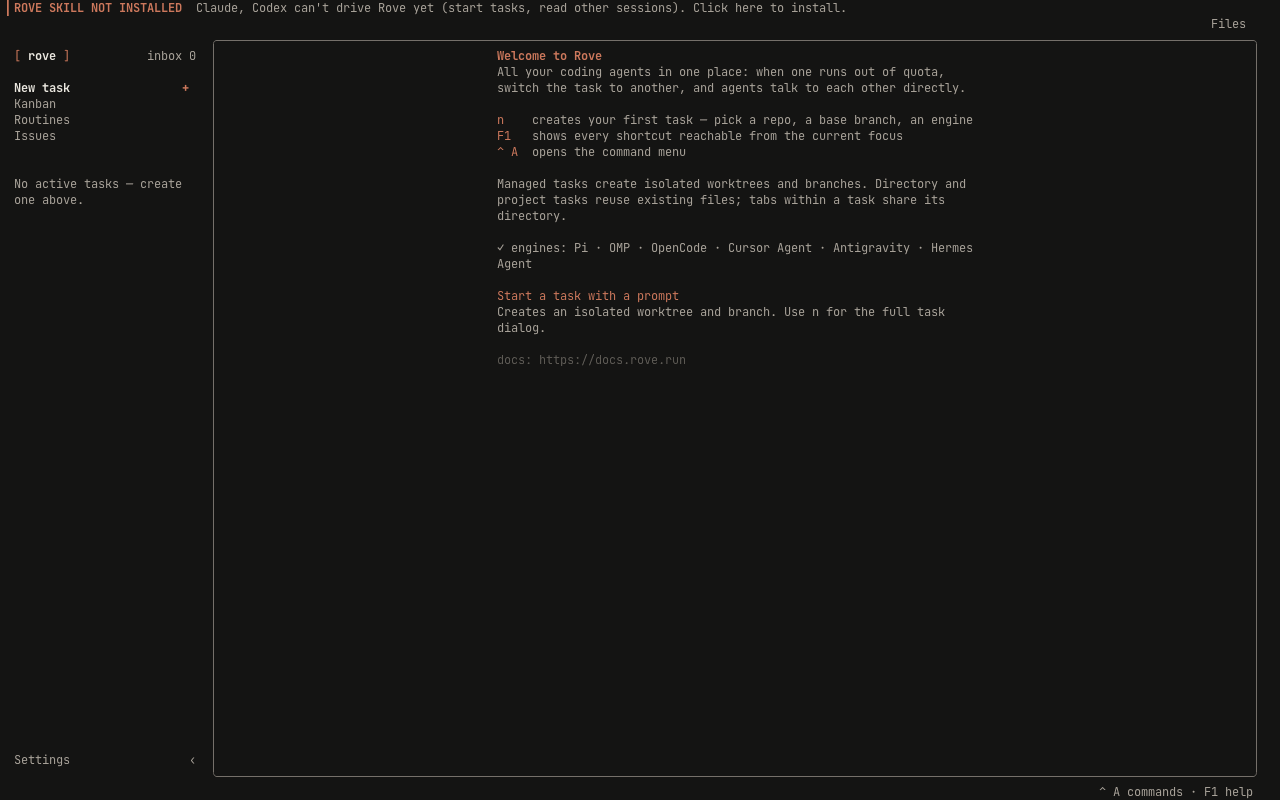 ROVE SKILL NOT INSTALLED Claude, Codex can't drive Rove yet (start tasks, read other sessions). Click here to install.
Files
[ rove ] inbox 0
New task +
Kanban
Routines
Issues
No active tasks — create
one above.
Settings ‹
Welcome to Rove
All your coding agents in one place: when one runs out of quota,
switch the task to another, and agents talk to each other directly.
n creates your first task — pick a repo, a base branch, an engine
F1 shows every shortcut reachable from the current focus
^ A opens the command menu
Managed tasks create isolated worktrees and branches. Directory and
project tasks reuse existing files; tabs within a task share its
directory.
✓ engines: Pi · OMP · OpenCode · Cursor Agent · Antigravity · Hermes
Agent
Start a task with a prompt
Creates an isolated worktree and branch. Use n for the full task
dialog.
docs: https://docs.rove.run
^ A commands · F1 help